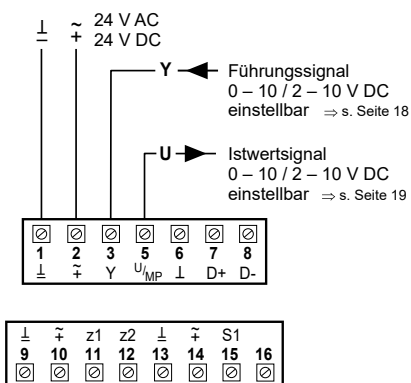 ⊥ ~ 24 V AC
– + 24 V DC
Y Führungssignal
0 – 10 / 2 – 10 V DC
einstellbar ⇒ s. Seite 18
U Istwertsignal
0 – 10 / 2 – 10 V DC
einstellbar ⇒ s. Seite 19
1 2 3 5 6 7 8
⊥ ~ Y U/MP ⊥ D+ D-
– +
⊥ ~ z1 z2 ⊥ ~ S1
– + – +
9 10 11 12 13 14 15 16